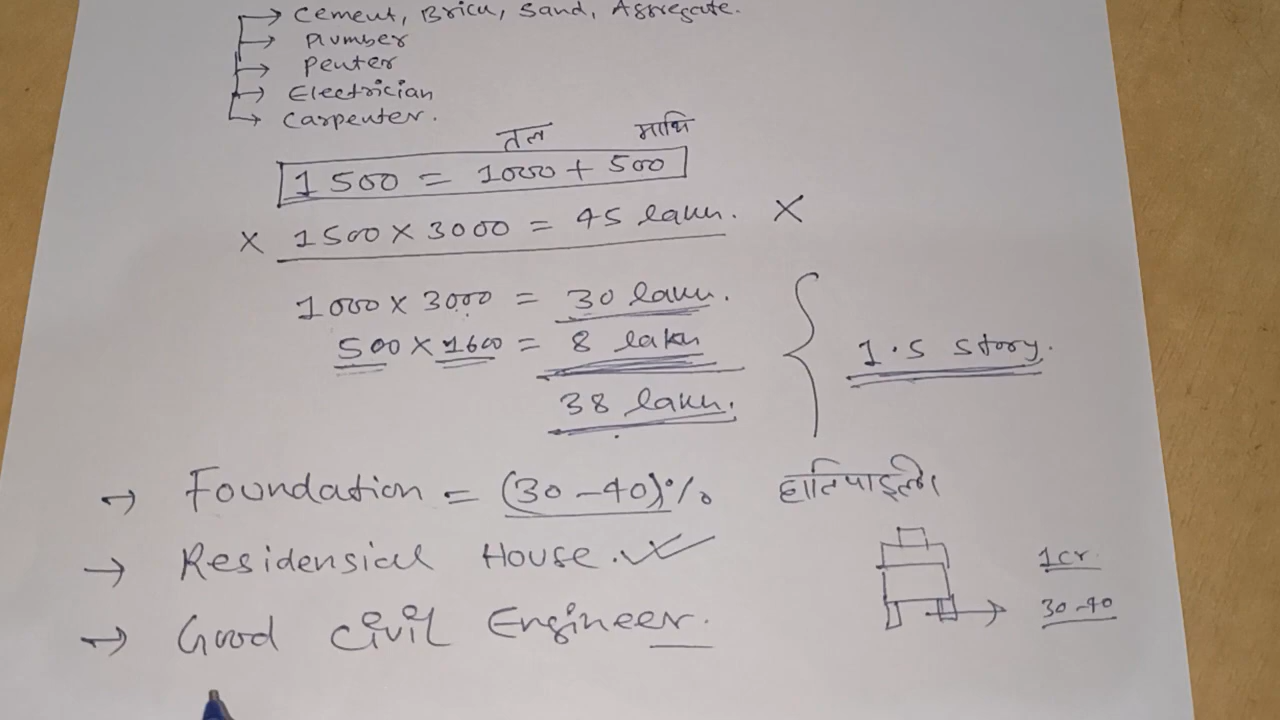 Cement, Brick, Sand, Aggregate.
Plumber
Penter
Electrician
Carpenter.
तल माथि
1500 = 1000 + 500
× 1500 × 3000 = 45 lakh. ×
1000 × 3000 = 30 lakh.
500 × 1600 = 8 lakh
38 lakh.
1.5 story.
→ Foundation = (30-40)%
→ Residensial House. ✓
→ Good Civil Engineer.
1cr.
30-40